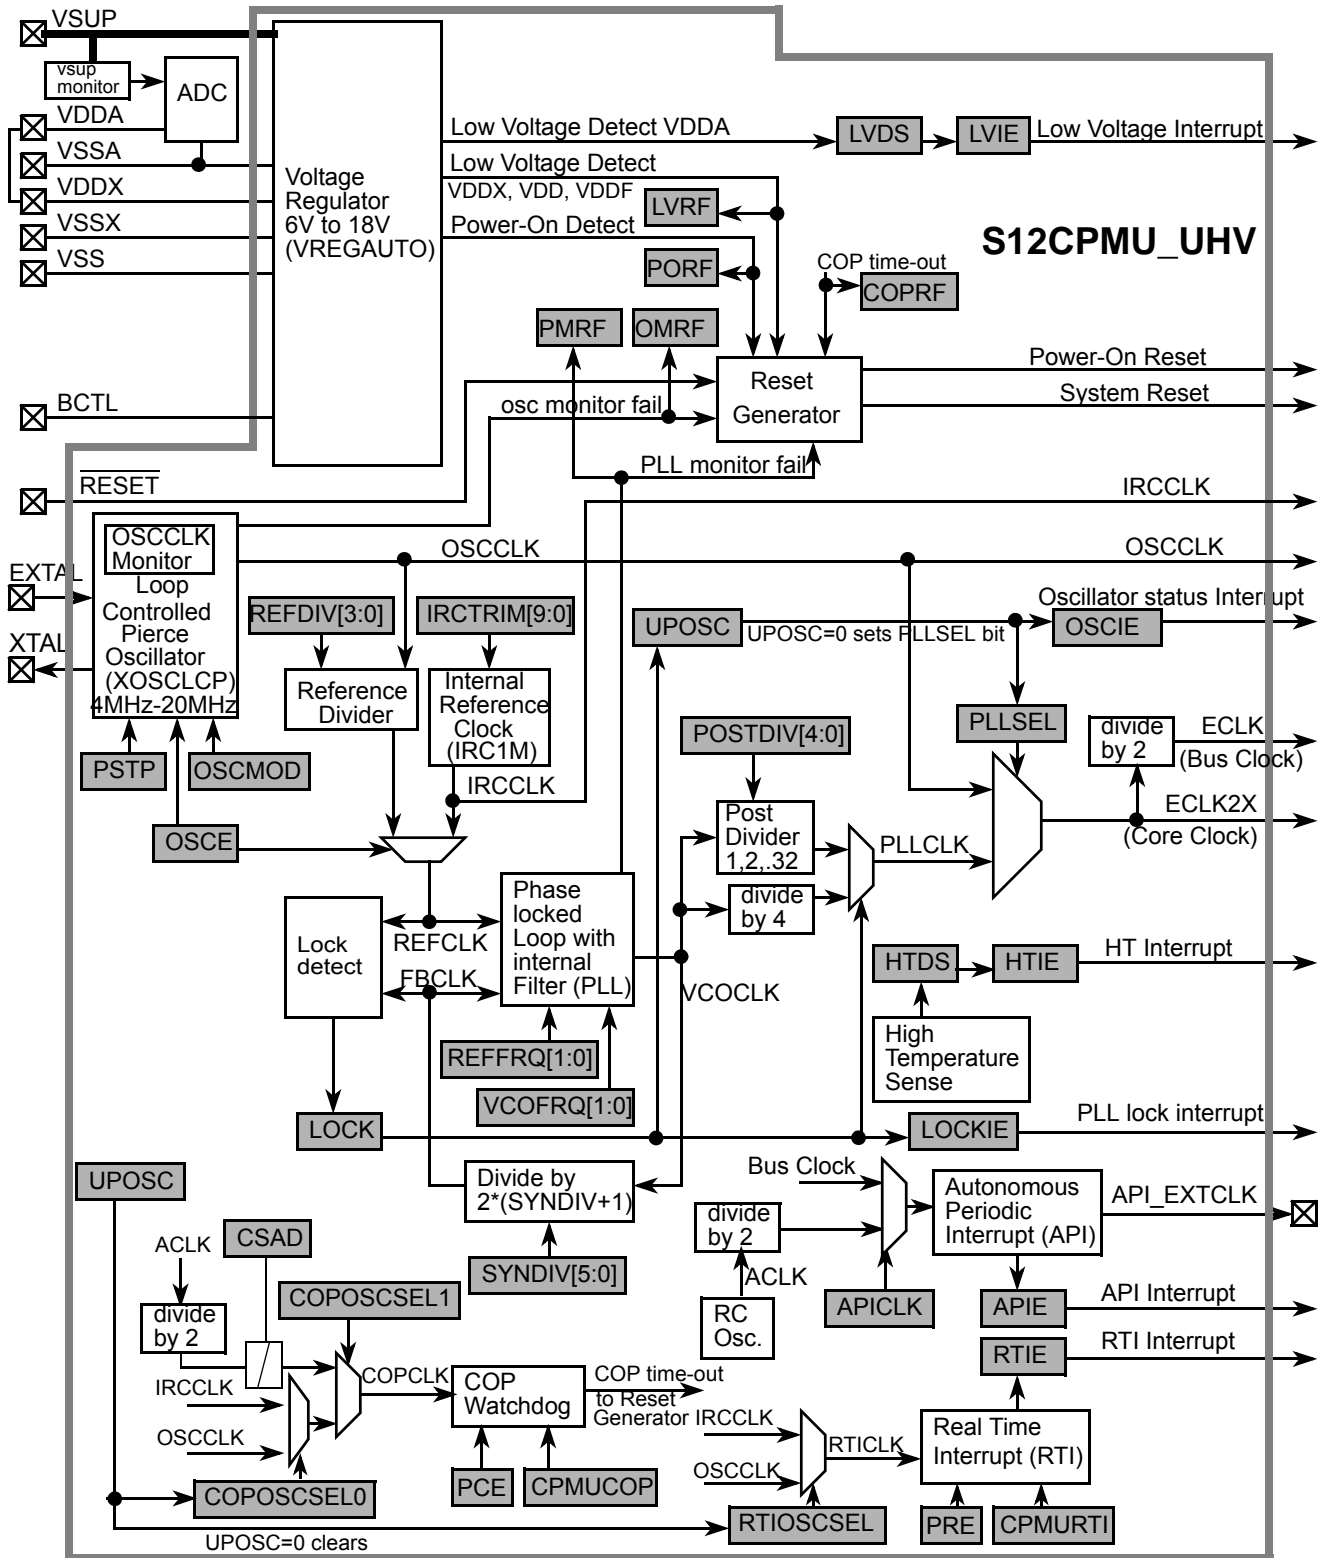 VSUP
vsup
monitor
ADC
VDDA
VSSA
VDDX
VSSX
VSS
BCTL
Voltage
Regulator
6V to 18V
(VREGAUTO)
Low Voltage Detect VDDA
LVDS
LVIE
Low Voltage Interrupt
Low Voltage Detect
VDDX, VDD, VDDF
LVRF
Power-On Detect
PORF
S12CPMU_UHV
COP time-out
COPRF
PMRF
OMRF
Reset
Generator
Power-On Reset
System Reset
osc monitor fail
PLL monitor fail
RESET
IRCCLK
OSCCLK
Monitor
Loop
Controlled
Pierce
Oscillator
(XOSCLCP)
4MHz-20MHz
EXTAL
XTAL
OSCCLK
OSCCLK
REFDIV[3:0]
IRCTRIM[9:0]
UPOSC
UPOSC=0 sets PLLSEL bit
Oscillator status Interrupt
OSCIE
Reference
Divider
Internal
Reference
Clock
(IRC1M)
PSTP
OSCMOD
OSCE
IRCCLK
POSTDIV[4:0]
PLLSEL
divide
by 2
ECLK
(Bus Clock)
ECLK2X
(Core Clock)
Post
Divider
1,2,.32
PLLCLK
divide
by 4
Lock
detect
REFCLK
FBCLK
Phase
locked
Loop with
internal
Filter (PLL)
VCOCLK
REFFRQ[1:0]
VCOFRQ[1:0]
HTDS
HTIE
HT Interrupt
High
Temperature
Sense
LOCK
LOCKIE
PLL lock interrupt
UPOSC
Divide by
2*(SYNDIV+1)
SYNDIV[5:0]
Bus Clock
divide
by 2
ACLK
RC
Osc.
APICLK
Autonomous
Periodic
Interrupt (API)
API_EXTCLK
APIE
API Interrupt
RTIE
RTI Interrupt
ACLK
CSAD
divide
by 2
COPOSCSEL1
IRCCLK
OSCCLK
COPCLK
COP
Watchdog
COP time-out
to Reset
Generator
PCE
CPMUCOP
COPOSCSEL0
UPOSC=0 clears
IRCCLK
OSCCLK
RTICLK
RTIOSCSEL
Real Time
Interrupt (RTI)
PRE
CPMURTI